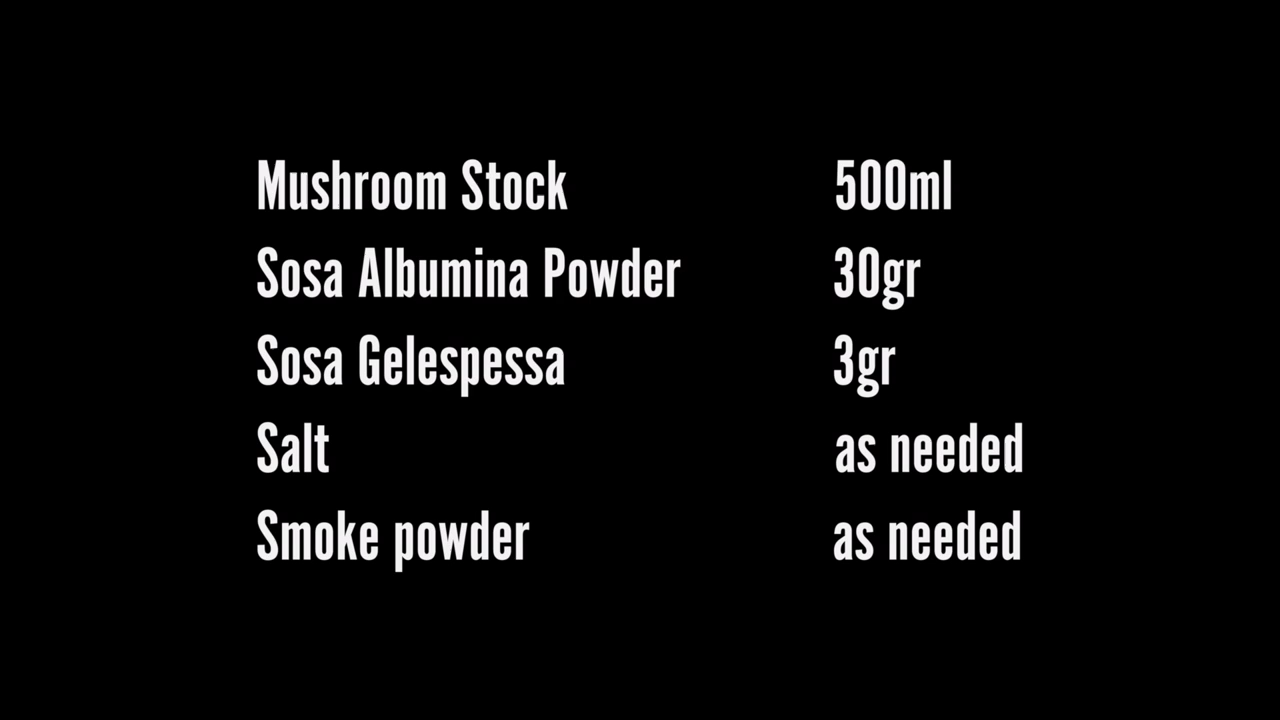 Mushroom Stock 500ml
Sosa Albumina Powder 30gr
Sosa Gelespessa 3gr
Salt as needed
Smoke powder as needed